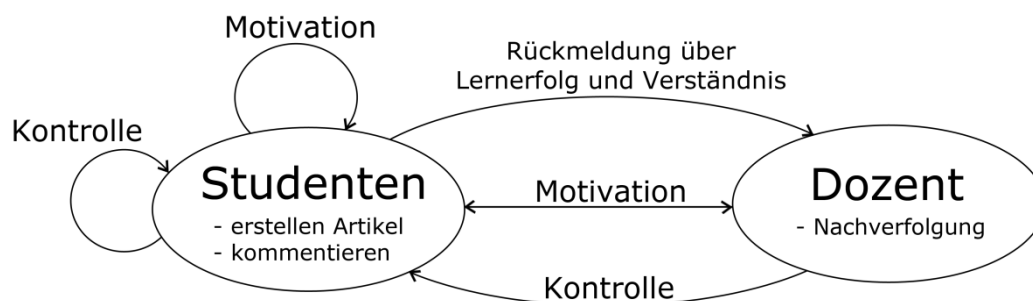 Motivation
Rückmeldung über
Lernerfolg und Verständnis
Kontrolle
Studenten
- erstellen Artikel
- kommentieren
Motivation
Dozent
- Nachverfolgung
Kontrolle